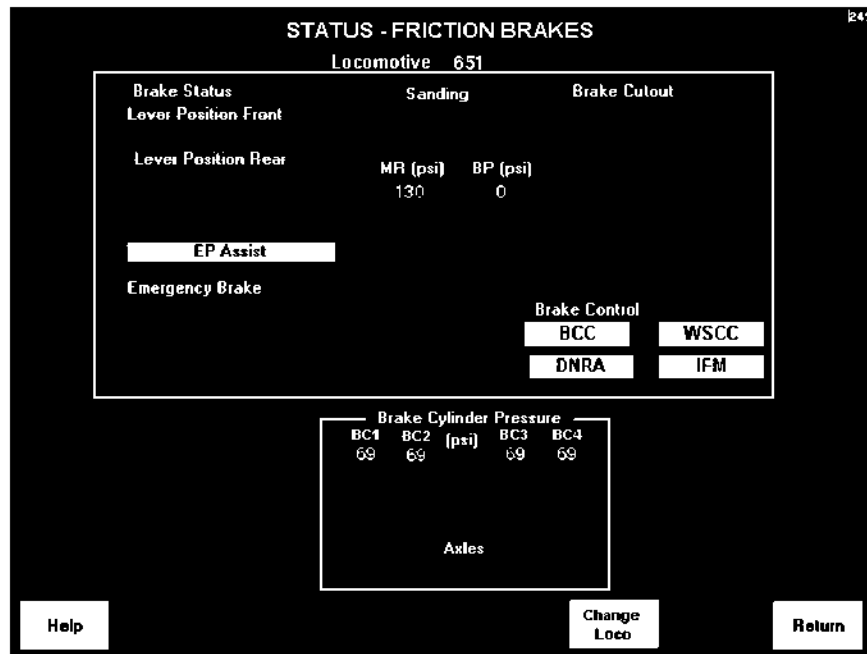 STATUS - FRICTION BRAKES
Locomotive 651
Brake Status Sanding Brake Cutout
Lever Position Front
Lever Position Rear
MR (psi) BP (psi)
130 0
EP Assist
Emergency Brake
Brake Control
BCC WSCC
DNRA IFM
Brake Cylinder Pressure
BC1 BC2 (psi) BC3 BC4
69 69 69 69
Axles
Help Change Loco Return